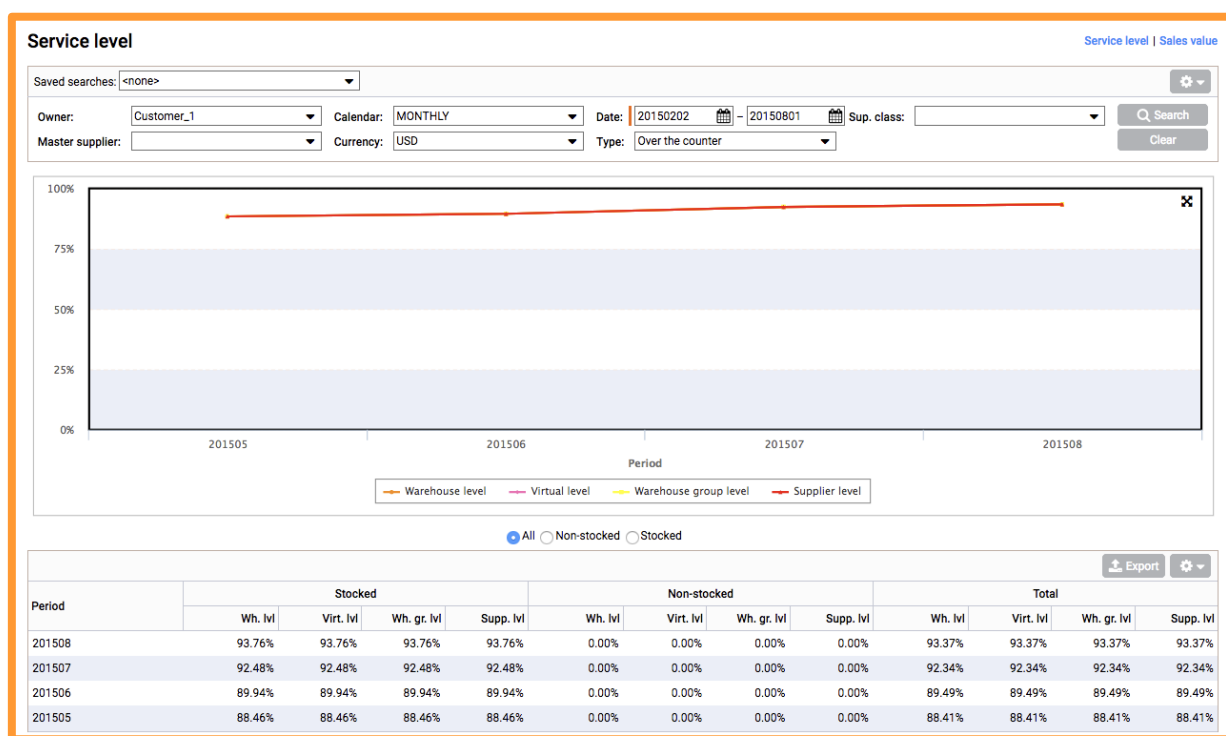 Service level
Service level | Sales value
Saved searches: <none>
Owner: Customer_1 Calendar: MONTHLY Date: 20150202 – 20150801 Sup. class: Search
Master supplier: Currency: USD Type: Over the counter Clear
100%
75%
50%
25%
0%
201505 201506 201507 201508
Period
Warehouse level Virtual level Warehouse group level Supplier level
All Non-stocked Stocked
Export
Period Stocked Non-stocked Total
Wh. lvl Virt. lvl Wh. gr. lvl Supp. lvl Wh. lvl Virt. lvl Wh. gr. lvl Supp. lvl Wh. lvl Virt. lvl Wh. gr. lvl Supp. lvl
201508 93.76% 93.76% 93.76% 93.76% 0.00% 0.00% 0.00% 0.00% 93.37% 93.37% 93.37% 93.37%
201507 92.48% 92.48% 92.48% 92.48% 0.00% 0.00% 0.00% 0.00% 92.34% 92.34% 92.34% 92.34%
201506 89.94% 89.94% 89.94% 89.94% 0.00% 0.00% 0.00% 0.00% 89.49% 89.49% 89.49% 89.49%
201505 88.46% 88.46% 88.46% 88.46% 0.00% 0.00% 0.00% 0.00% 88.41% 88.41% 88.41% 88.41%